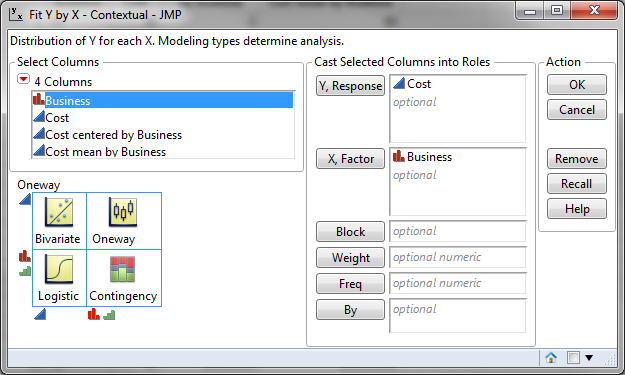 Fit Y by X - Contextual - JMP
Distribution of Y for each X. Modeling types determine analysis.
Select Columns
4 Columns
Business
Cost
Cost centered by Business
Cost mean by Business
Oneway
Bivariate Oneway
Logistic Contingency
Cast Selected Columns into Roles
Y, Response
Cost
optional
X, Factor
Business
optional
Block optional
Weight optional numeric
Freq optional numeric
By optional
Action
OK
Cancel
Remove
Recall
Help